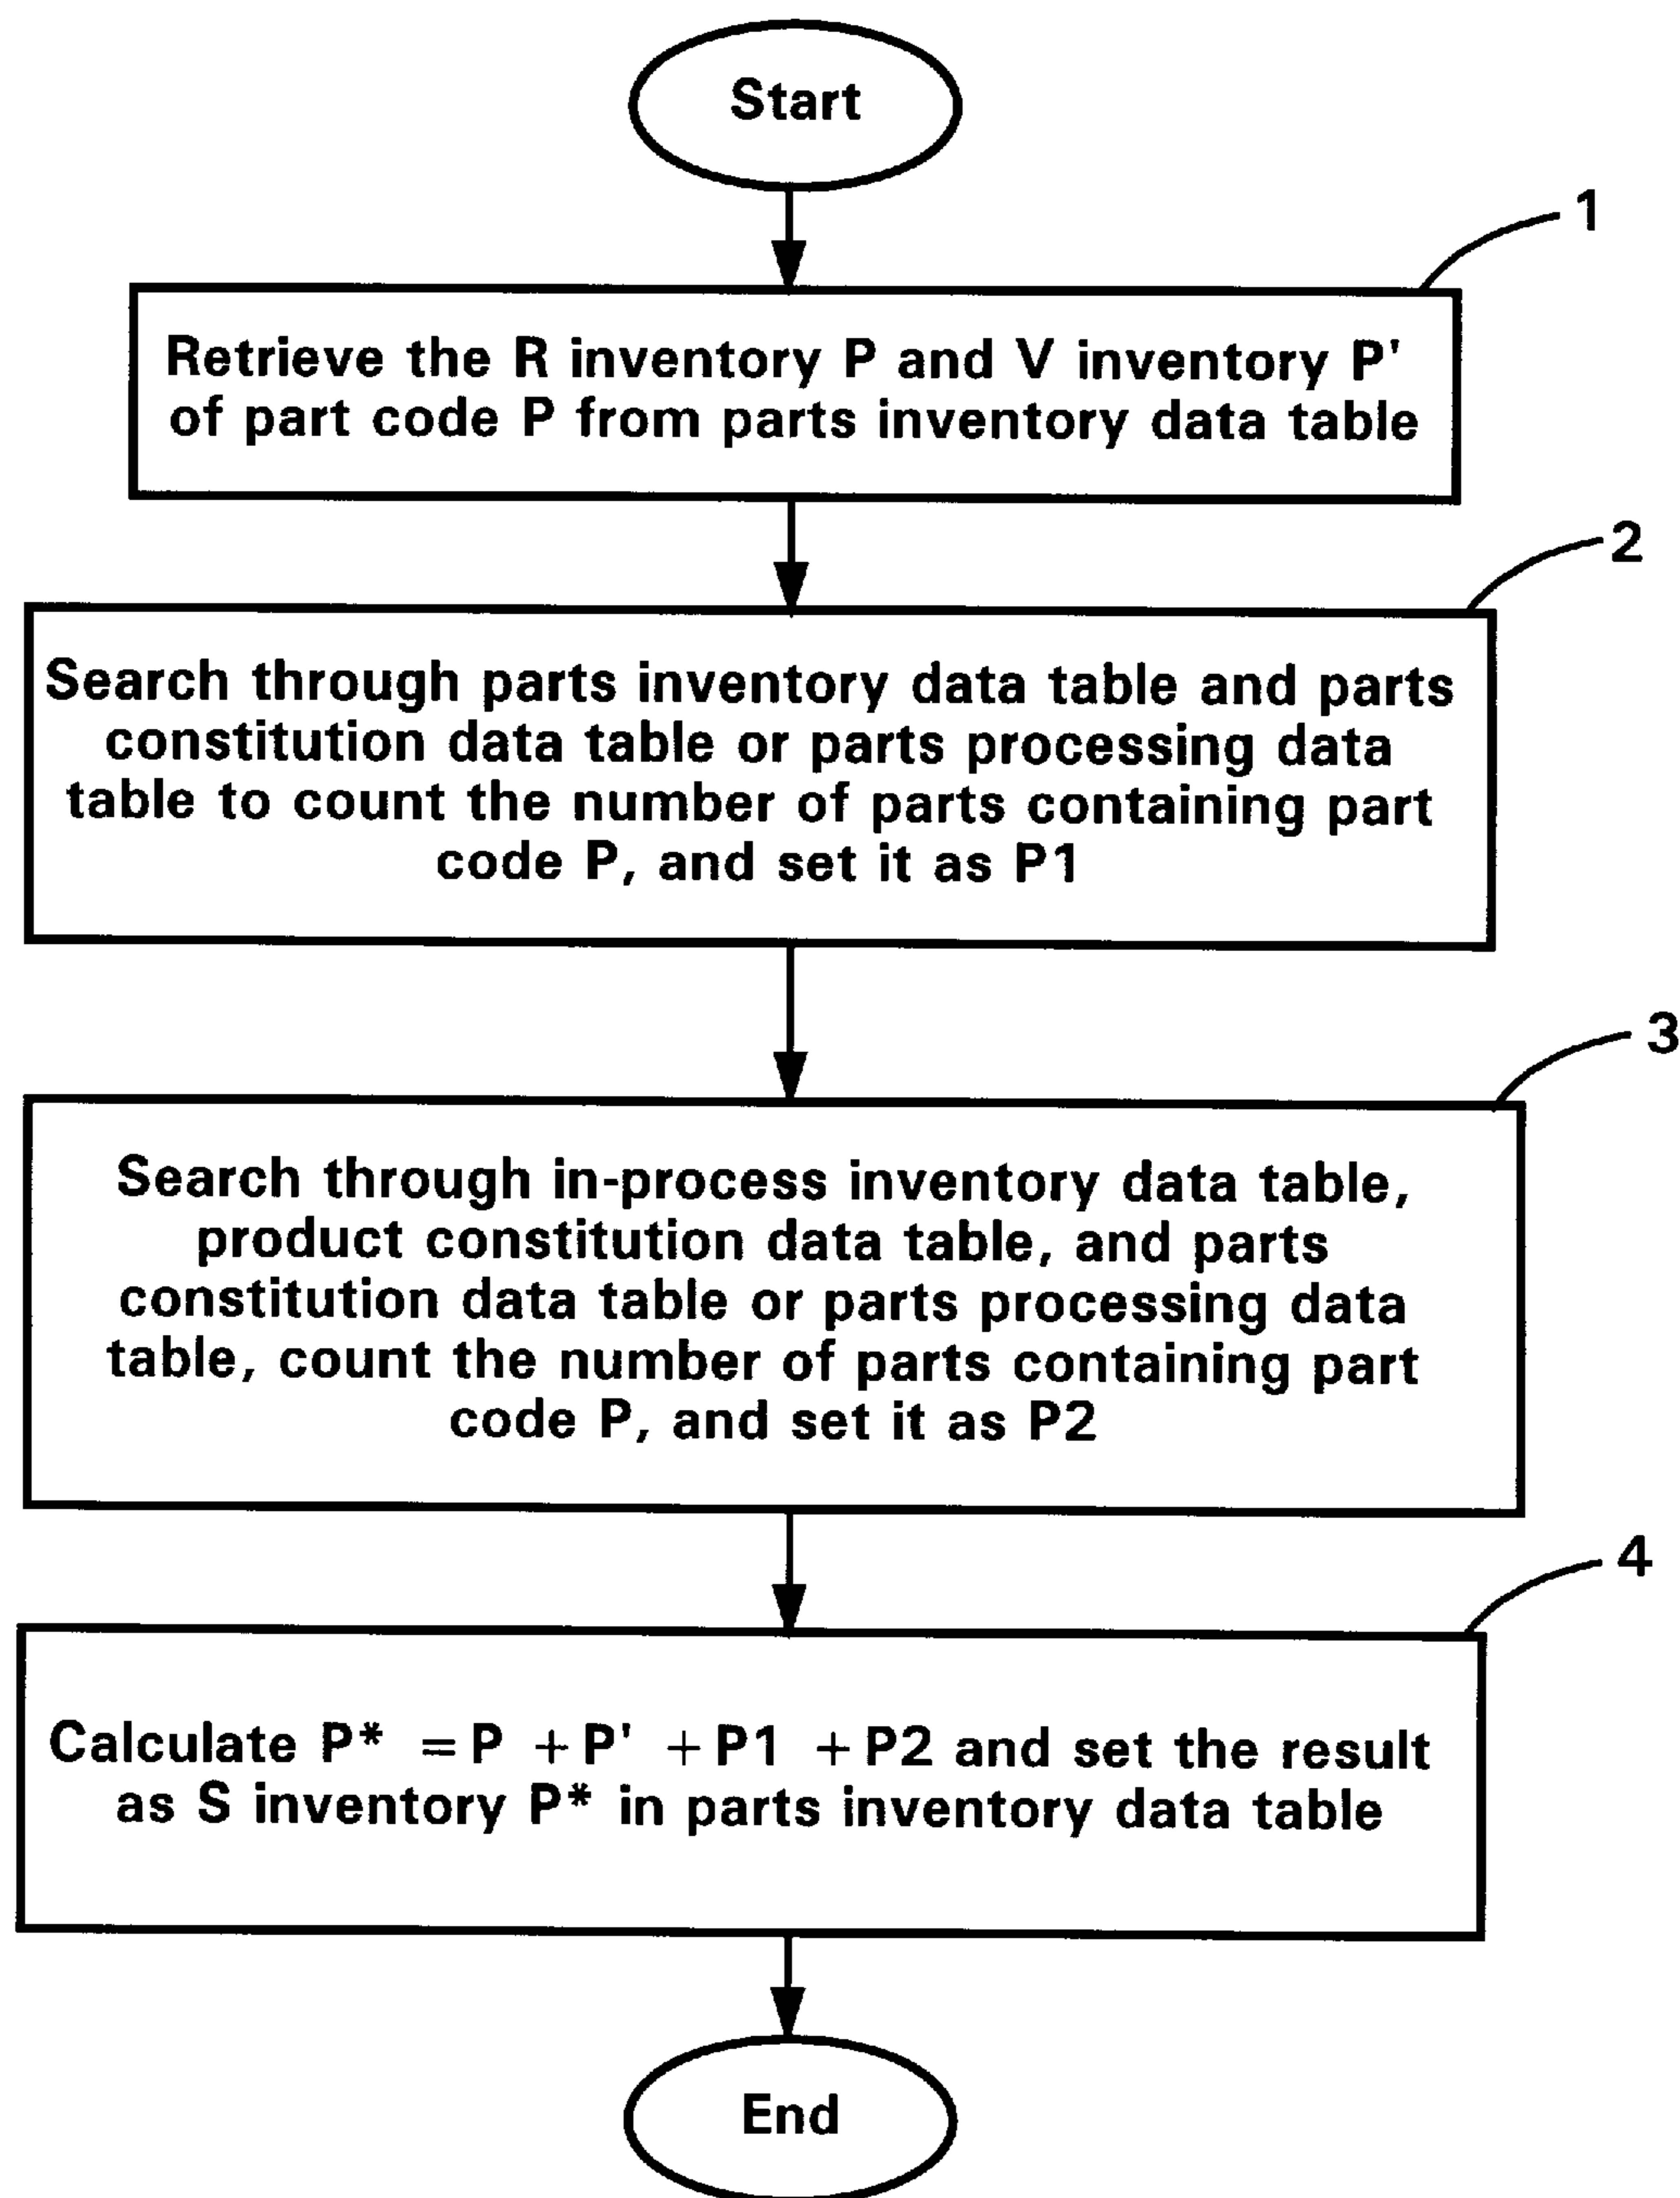 Start
1
Retrieve the R inventory P and V inventory P'
of part code P from parts inventory data table
2
Search through parts inventory data table and parts
constitution data table or parts processing data
table to count the number of parts containing part
code P, and set it as P1
3
Search through in-process inventory data table,
product constitution data table, and parts
constitution data table or parts processing data
table, count the number of parts containing part
code P, and set it as P2
4
Calculate P* = P + P' + P1 + P2 and set the result
as S inventory P* in parts inventory data table
End